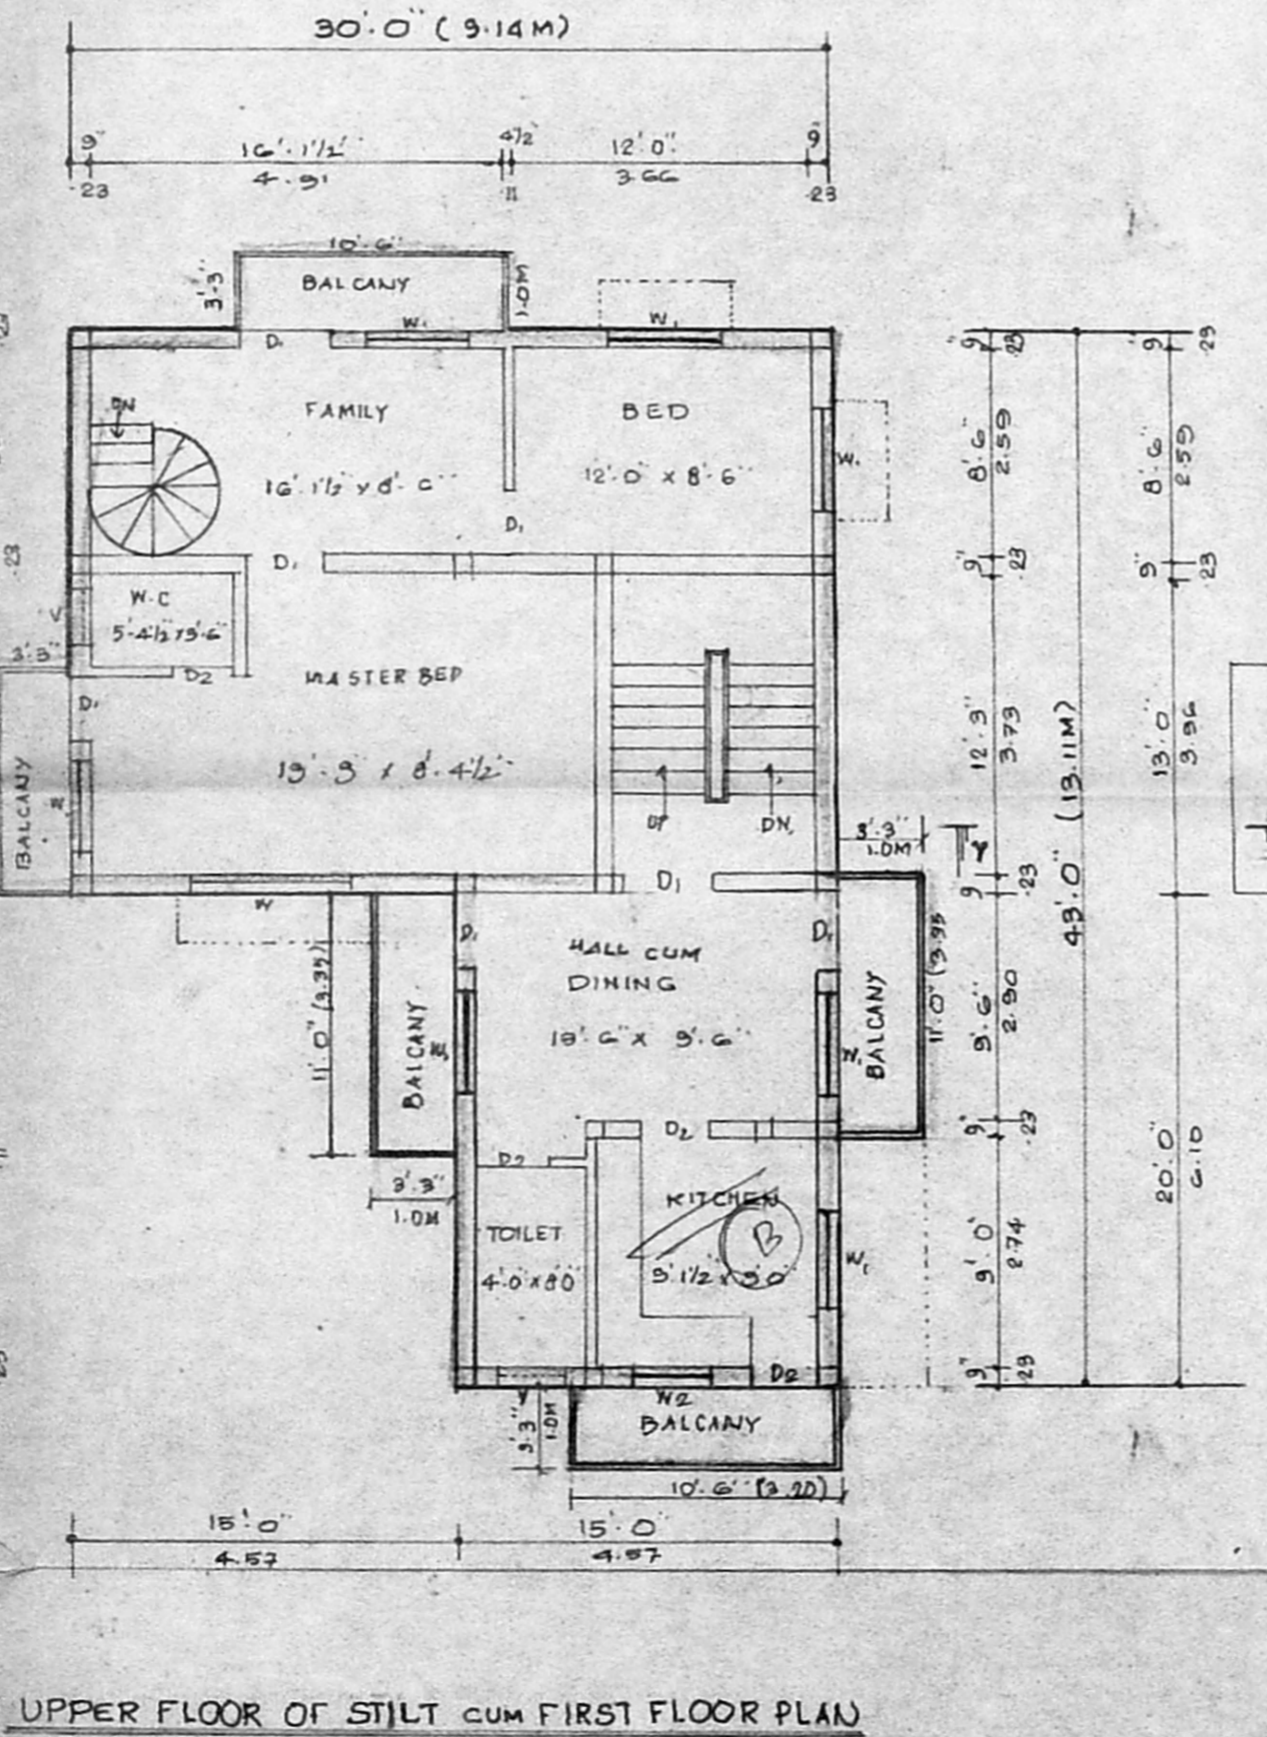 30'.0" (9.14M)
9" 16'.1½" 4½" 12'.0" 9"
.23 4.91 .11 3.66 .23
10'.6"
3'.3" BALCANY 1.0M
D1 W1 W1
DN FAMILY BED
16'.1½" x 8'.6" 12'.0" x 8'.6" W1
D1
D1
W.C
5'-4½"x3'-6"
3'.3"
D2
MASTER BED
D1
BALCANY
UP DN
3'.3"
1.0M
D1
W
D1 HALL CUM D1
DINING
13'.6" x 9'.6"
11'.0" (3.35)
BALCANY W1
W1 BALCANY
11'.0" (3.35
D2
D2
3'.3"
1.0M
KITCHEN
B
TOILET
4'.0"x8'0" 9'.1½" x 9'.0"
W1
D2
V W2
3'.3" 1.0M BALCANY
10'.6" (3.20)
15'.0" 15'.0"
4.57 4.57
9" .23
8'.6" 2.59
9" .23
12'.3" 3.73
9" .23
9'.6" 2.90
9" .23
9'.0" 2.74
9" .23
43'.0" (13.11M)
9" .23
8'.6" 2.59
9" .23
13'.0" 3.96
20'.0" 6.10
UPPER FLOOR OF STILT CUM FIRST FLOOR PLAN